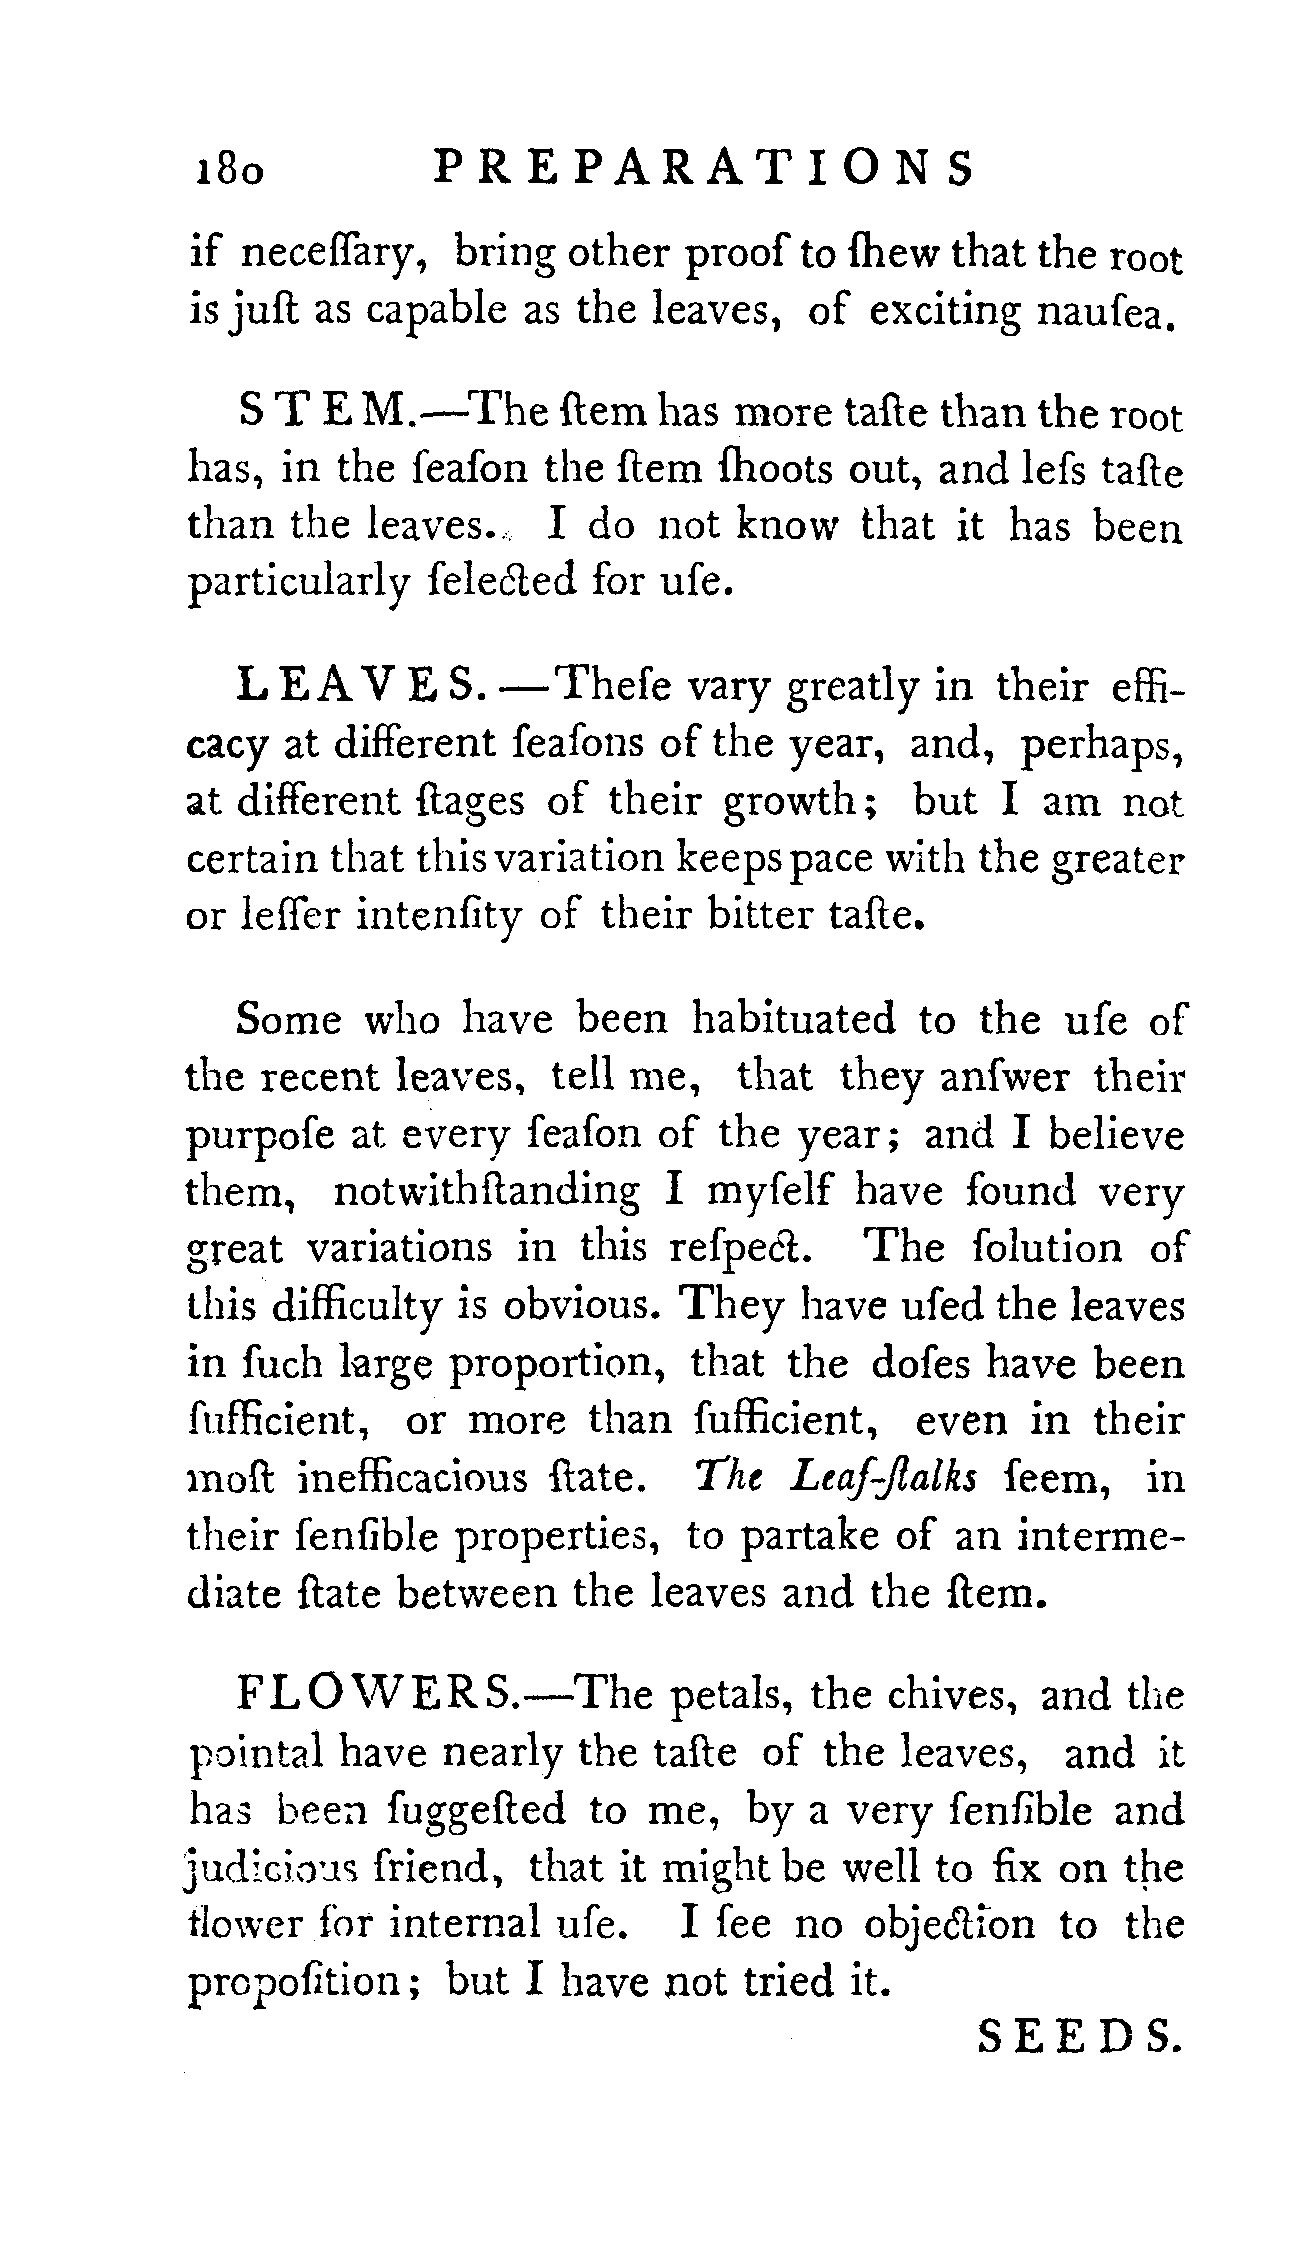 180 PREPARATIONS
if neceſſary, bring other proof to ſhew that the root
is juſt as capable as the leaves, of exciting nauſea.
STEM.—The ſtem has more taſte than the root
has, in the ſeaſon the ſtem ſhoots out, and leſs taſte
than the leaves. I do not know that it has been
particularly ſelected for uſe.
LEAVES.—Theſe vary greatly in their effi-
cacy at different ſeaſons of the year, and, perhaps,
at different ſtages of their growth; but I am not
certain that this variation keeps pace with the greater
or leſſer intenſity of their bitter taſte.
Some who have been habituated to the uſe of
the recent leaves, tell me, that they anſwer their
purpoſe at every ſeaſon of the year; and I believe
them, notwithſtanding I myſelf have found very
great variations in this reſpect. The ſolution of
this difficulty is obvious. They have uſed the leaves
in ſuch large proportion, that the doſes have been
ſufficient, or more than ſufficient, even in their
moſt inefficacious ſtate. The Leaf-ſtalks ſeem, in
their ſenſible properties, to partake of an interme-
diate ſtate between the leaves and the ſtem.
FLOWERS.—The petals, the chives, and the
pointal have nearly the taſte of the leaves, and it
has been ſuggeſted to me, by a very ſenſible and
judicious friend, that it might be well to fix on the
flower for internal uſe. I ſee no objection to the
propoſition; but I have not tried it.
SEEDS.